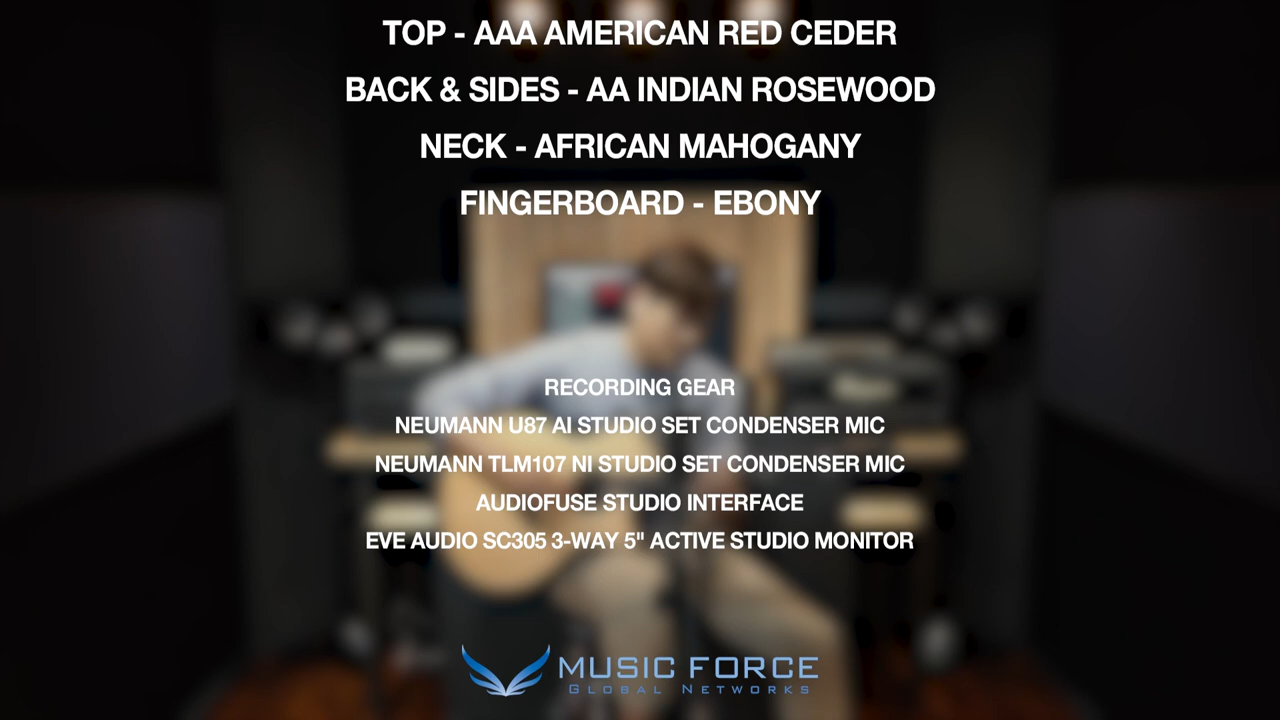 TOP - AAA AMERICAN RED CEDER
BACK & SIDES - AA INDIAN ROSEWOOD
NECK - AFRICAN MAHOGANY
FINGERBOARD - EBONY
RECORDING GEAR
NEUMANN U87 AI STUDIO SET CONDENSER MIC
NEUMANN TLM107 NI STUDIO SET CONDENSER MIC
AUDIOFUSE STUDIO INTERFACE
EVE AUDIO SC305 3-WAY 5" ACTIVE STUDIO MONITOR
MUSIC FORCE
GLOBAL NETWORKS